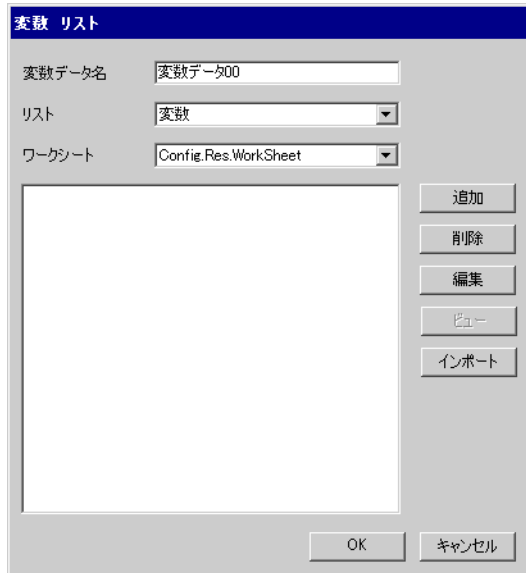 変数 リスト
変数データ名 変数データ00
リスト 変数
ワークシート Config.Res.WorkSheet
追加
削除
編集
ビュー
インポート
OK キャンセル